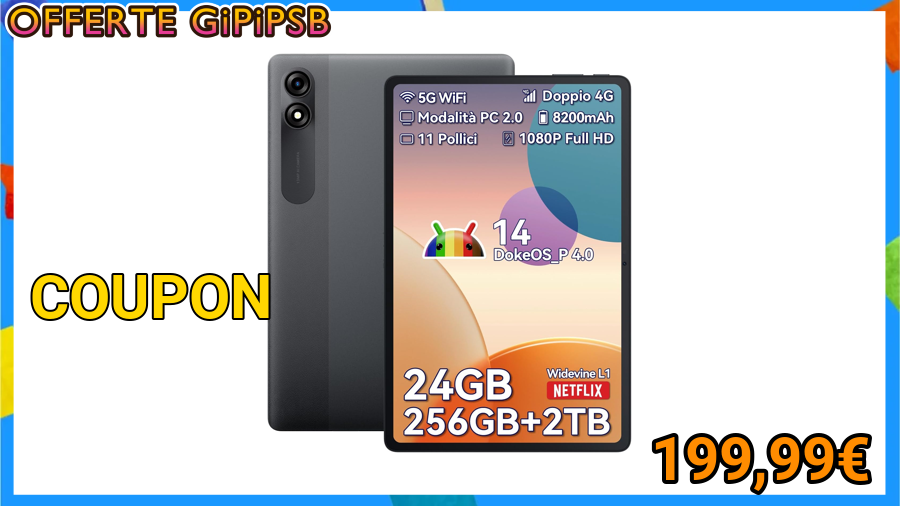 OFFERTE GiPiPSB
5G WiFi
Doppio 4G
Modalità PC 2.0
8200mAh
11 Pollici
1080P Full HD
14
DokeOS_P 4.0
COUPON
24GB
Widevine L1
NETFLIX
256GB+2TB
199,99€